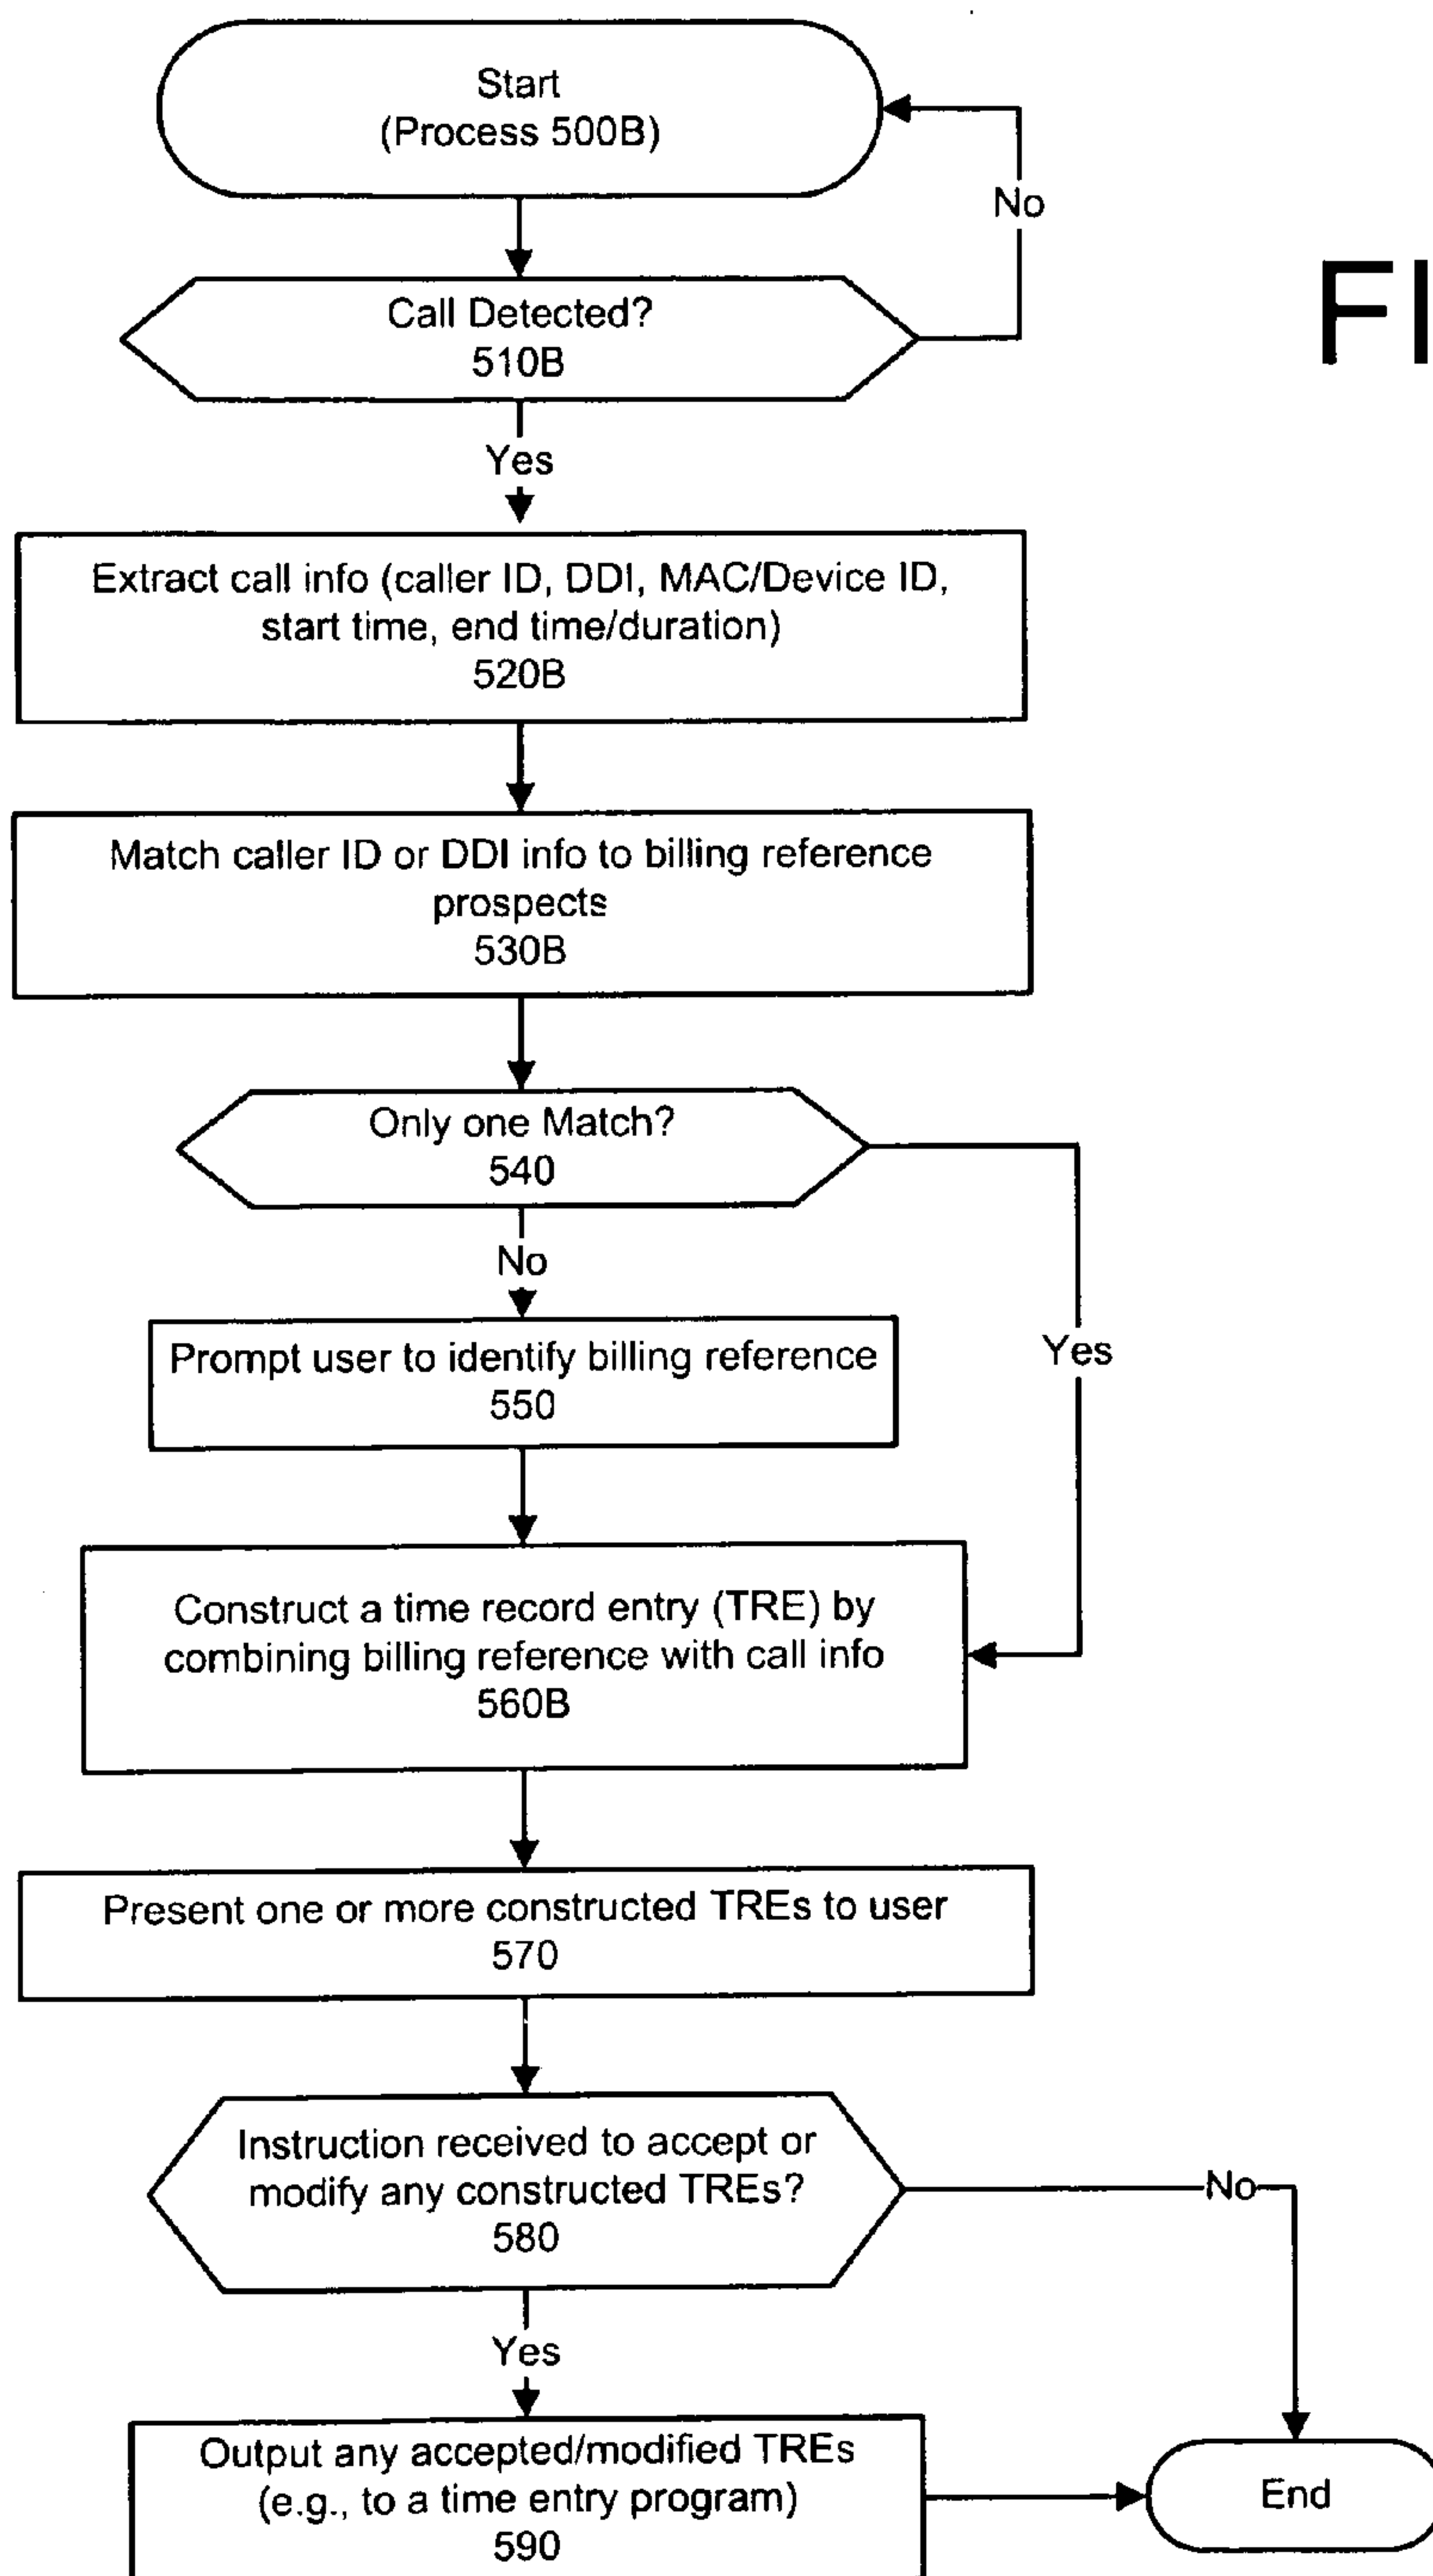 Start
(Process 500B)
No
FI
Call Detected?
510B
Yes
Extract call info (caller ID, DDI, MAC/Device ID,
start time, end time/duration)
520B
Match caller ID or DDI info to billing reference
prospects
530B
Only one Match?
540
No
Yes
Prompt user to identify billing reference
550
Construct a time record entry (TRE) by
combining billing reference with call info
560B
Present one or more constructed TREs to user
570
Instruction received to accept or
modify any constructed TREs?
580
No
Yes
Output any accepted/modified TREs
(e.g., to a time entry program)
590
End